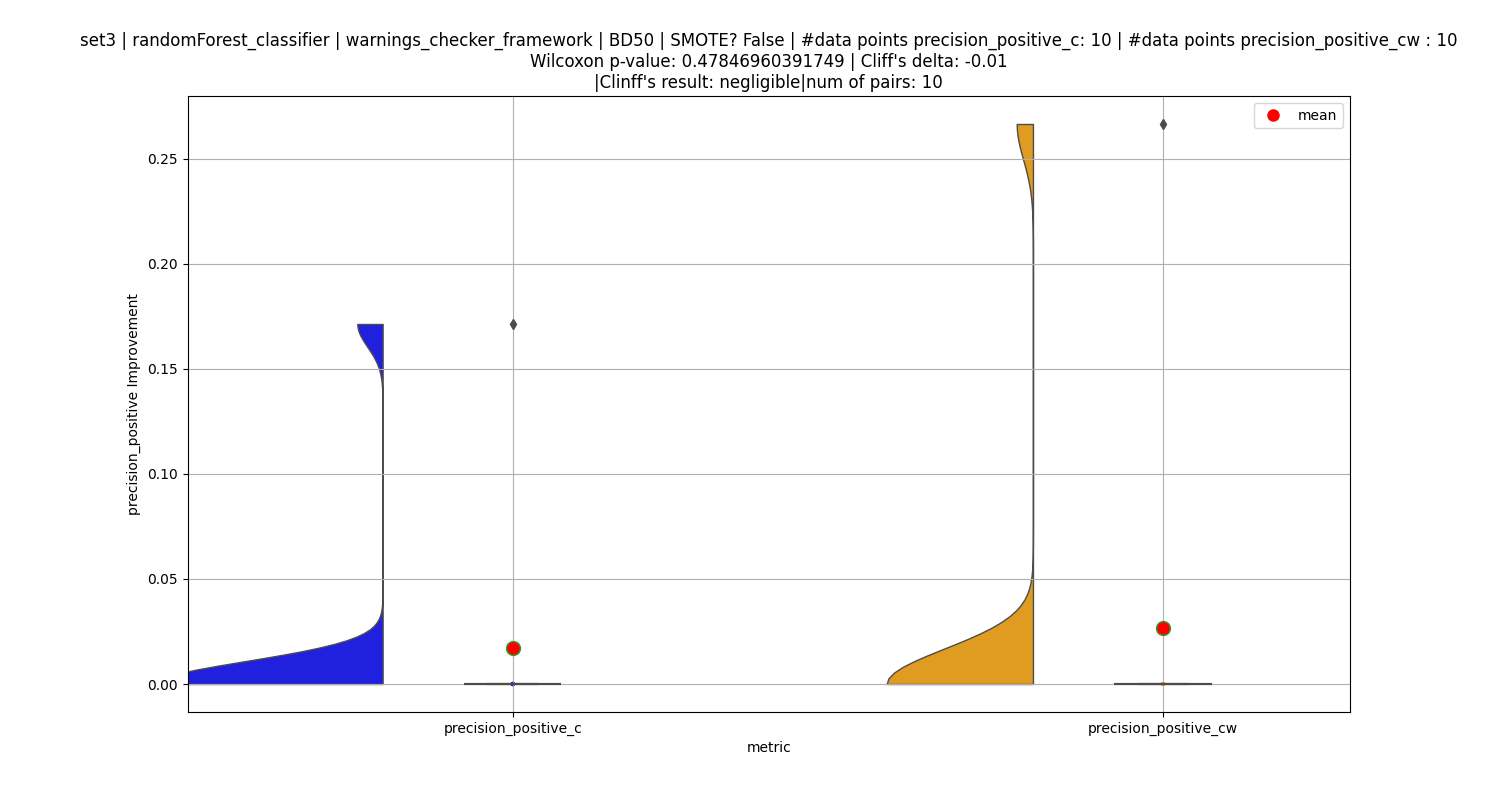 set3 | randomForest_classifier | warnings_checker_framework | BD50 | SMOTE? False | #data points precision_positive_c: 10 | #data points precision_positive_cw : 10
Wilcoxon p-value: 0.47846960391749 | Cliff's delta: -0.01
|Clinff's result: negligible|num of pairs: 10
mean
0.25
0.20
0.15
0.10
0.05
0.00
precision_positive Improvement
precision_positive_c
precision_positive_cw
metric